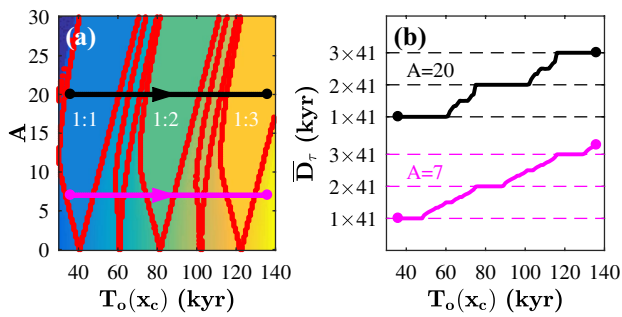 (a)
30
25
20
15
10
5
0
A
1:1
1:2
1:3
40 60 80 100 120 140
T_o(x_c) (kyr)
(b)
D̅_τ (kyr)
3×41
2×41
1×41
A=20
3×41
2×41
1×41
A=7
40 60 80 100 120 140
T_o(x_c) (kyr)